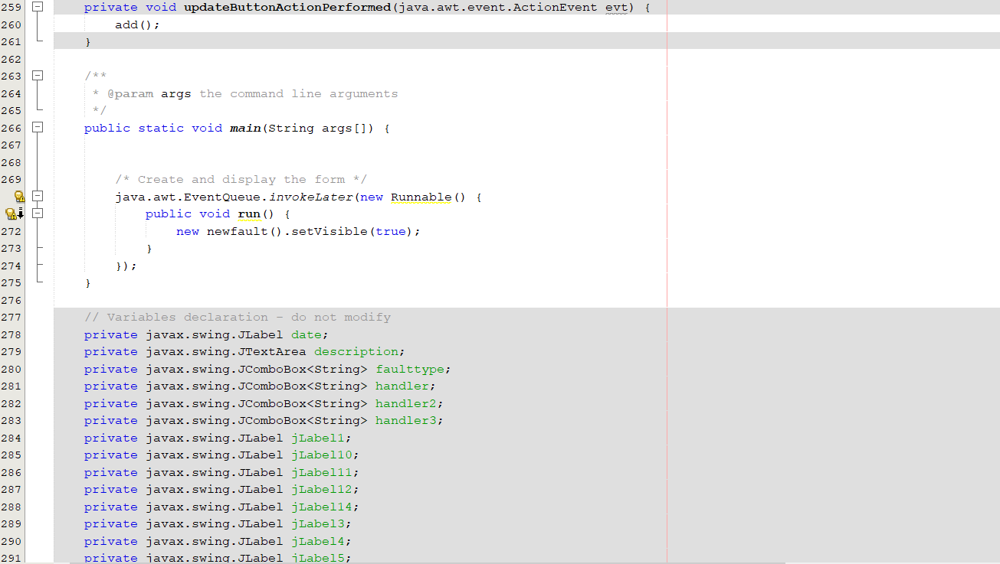 259 private void updateButtonActionPerformed(java.awt.event.ActionEvent evt) {
260 add();
261 }
262
263 /**
264 * @param args the command line arguments
265 */
266 public static void main(String args[]) {
267
268
269 /* Create and display the form */
java.awt.EventQueue.invokeLater(new Runnable() {
public void run() {
272 new newfault().setVisible(true);
273 }
274 });
275 }
276
277 // Variables declaration - do not modify
278 private javax.swing.JLabel date;
279 private javax.swing.JTextArea description;
280 private javax.swing.JComboBox<String> faulttype;
281 private javax.swing.JComboBox<String> handler;
282 private javax.swing.JComboBox<String> handler2;
283 private javax.swing.JComboBox<String> handler3;
284 private javax.swing.JLabel jLabel1;
285 private javax.swing.JLabel jLabel10;
286 private javax.swing.JLabel jLabel11;
287 private javax.swing.JLabel jLabel12;
288 private javax.swing.JLabel jLabel14;
289 private javax.swing.JLabel jLabel3;
290 private javax.swing.JLabel jLabel4;
291 private javax.swing.JLabel jLabel5;